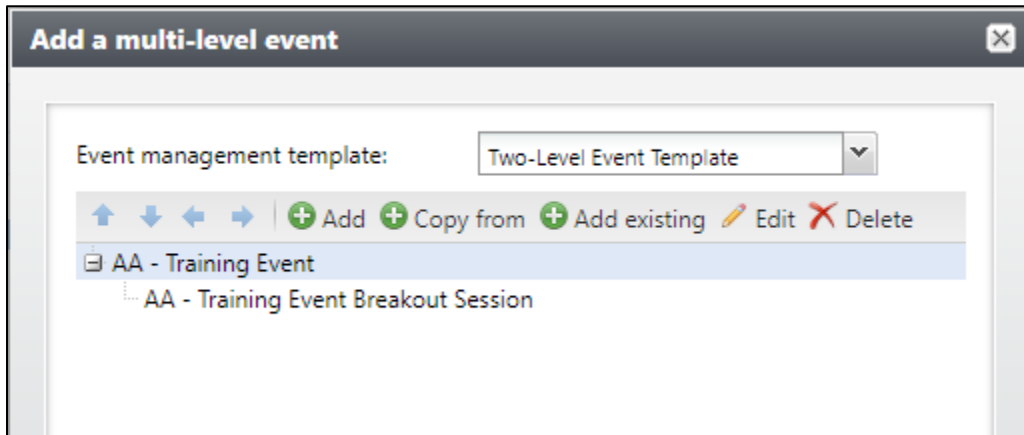 Add a multi-level event
Event management template: Two-Level Event Template
Add Copy from Add existing Edit Delete
AA - Training Event
AA - Training Event Breakout Session